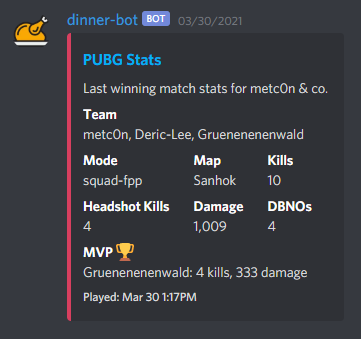 dinner-bot BOT 03/30/2021
PUBG Stats
Last winning match stats for metc0n & co.
Team
metc0n, Deric-Lee, Gruenenenenwald
Mode Map Kills
squad-fpp Sanhok 10
Headshot Kills Damage DBNOs
4 1,009 4
MVP 🏆
Gruenenenenwald: 4 kills, 333 damage
Played: Mar 30 1:17PM